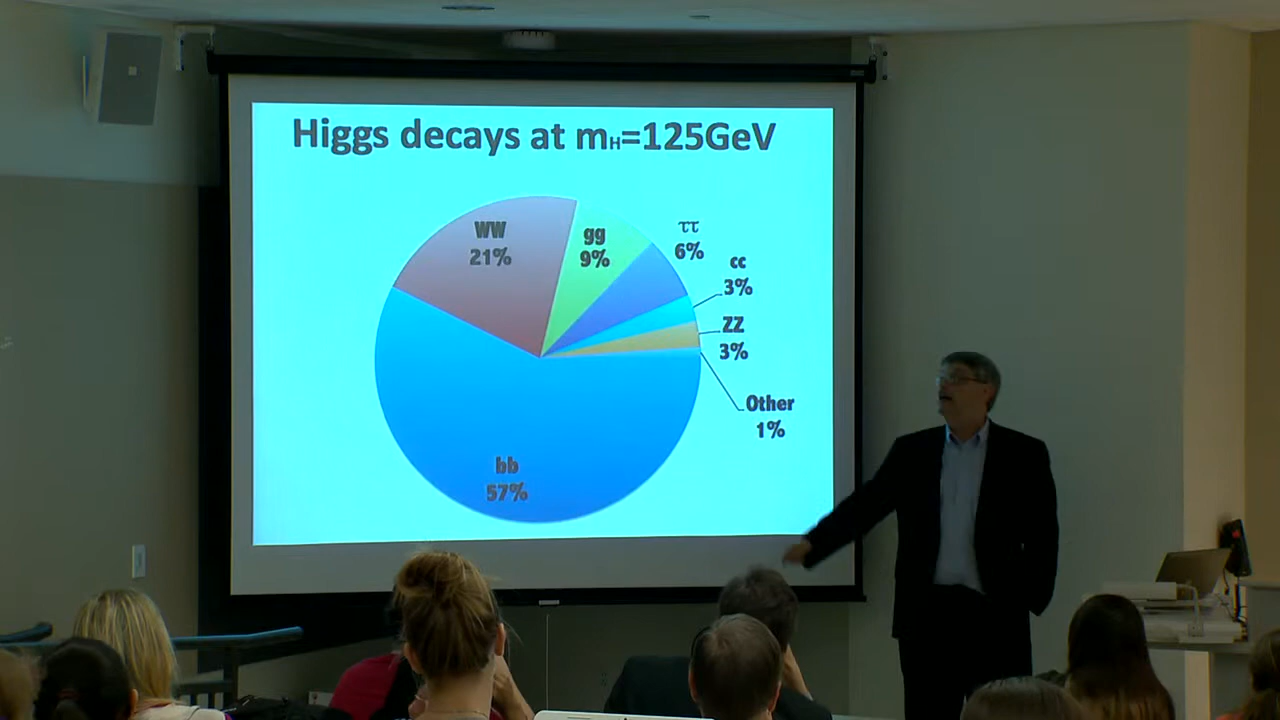 Higgs decays at mH=125GeV
WW
21%
gg
9%
ττ
6%
cc
3%
ZZ
3%
Other
1%
bb
57%